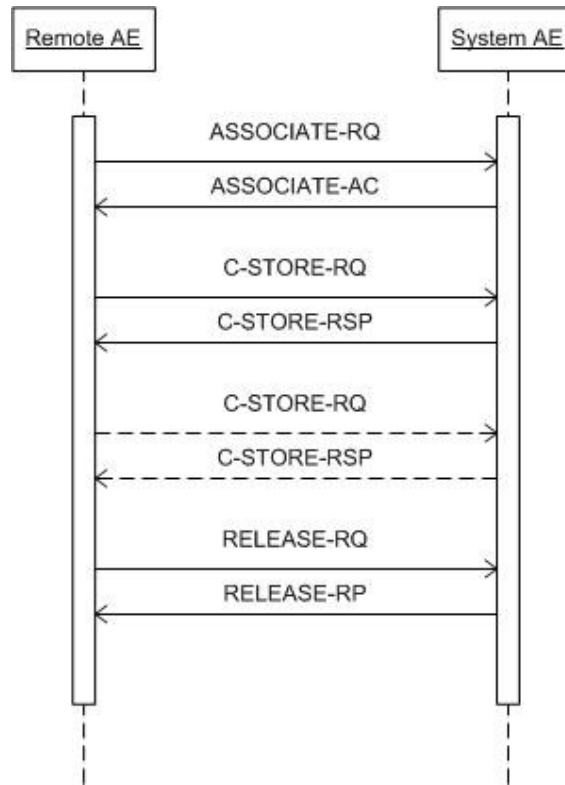 Remote AE
System AE
ASSOCIATE-RQ
ASSOCIATE-AC
C-STORE-RQ
C-STORE-RSP
C-STORE-RQ
C-STORE-RSP
RELEASE-RQ
RELEASE-RP